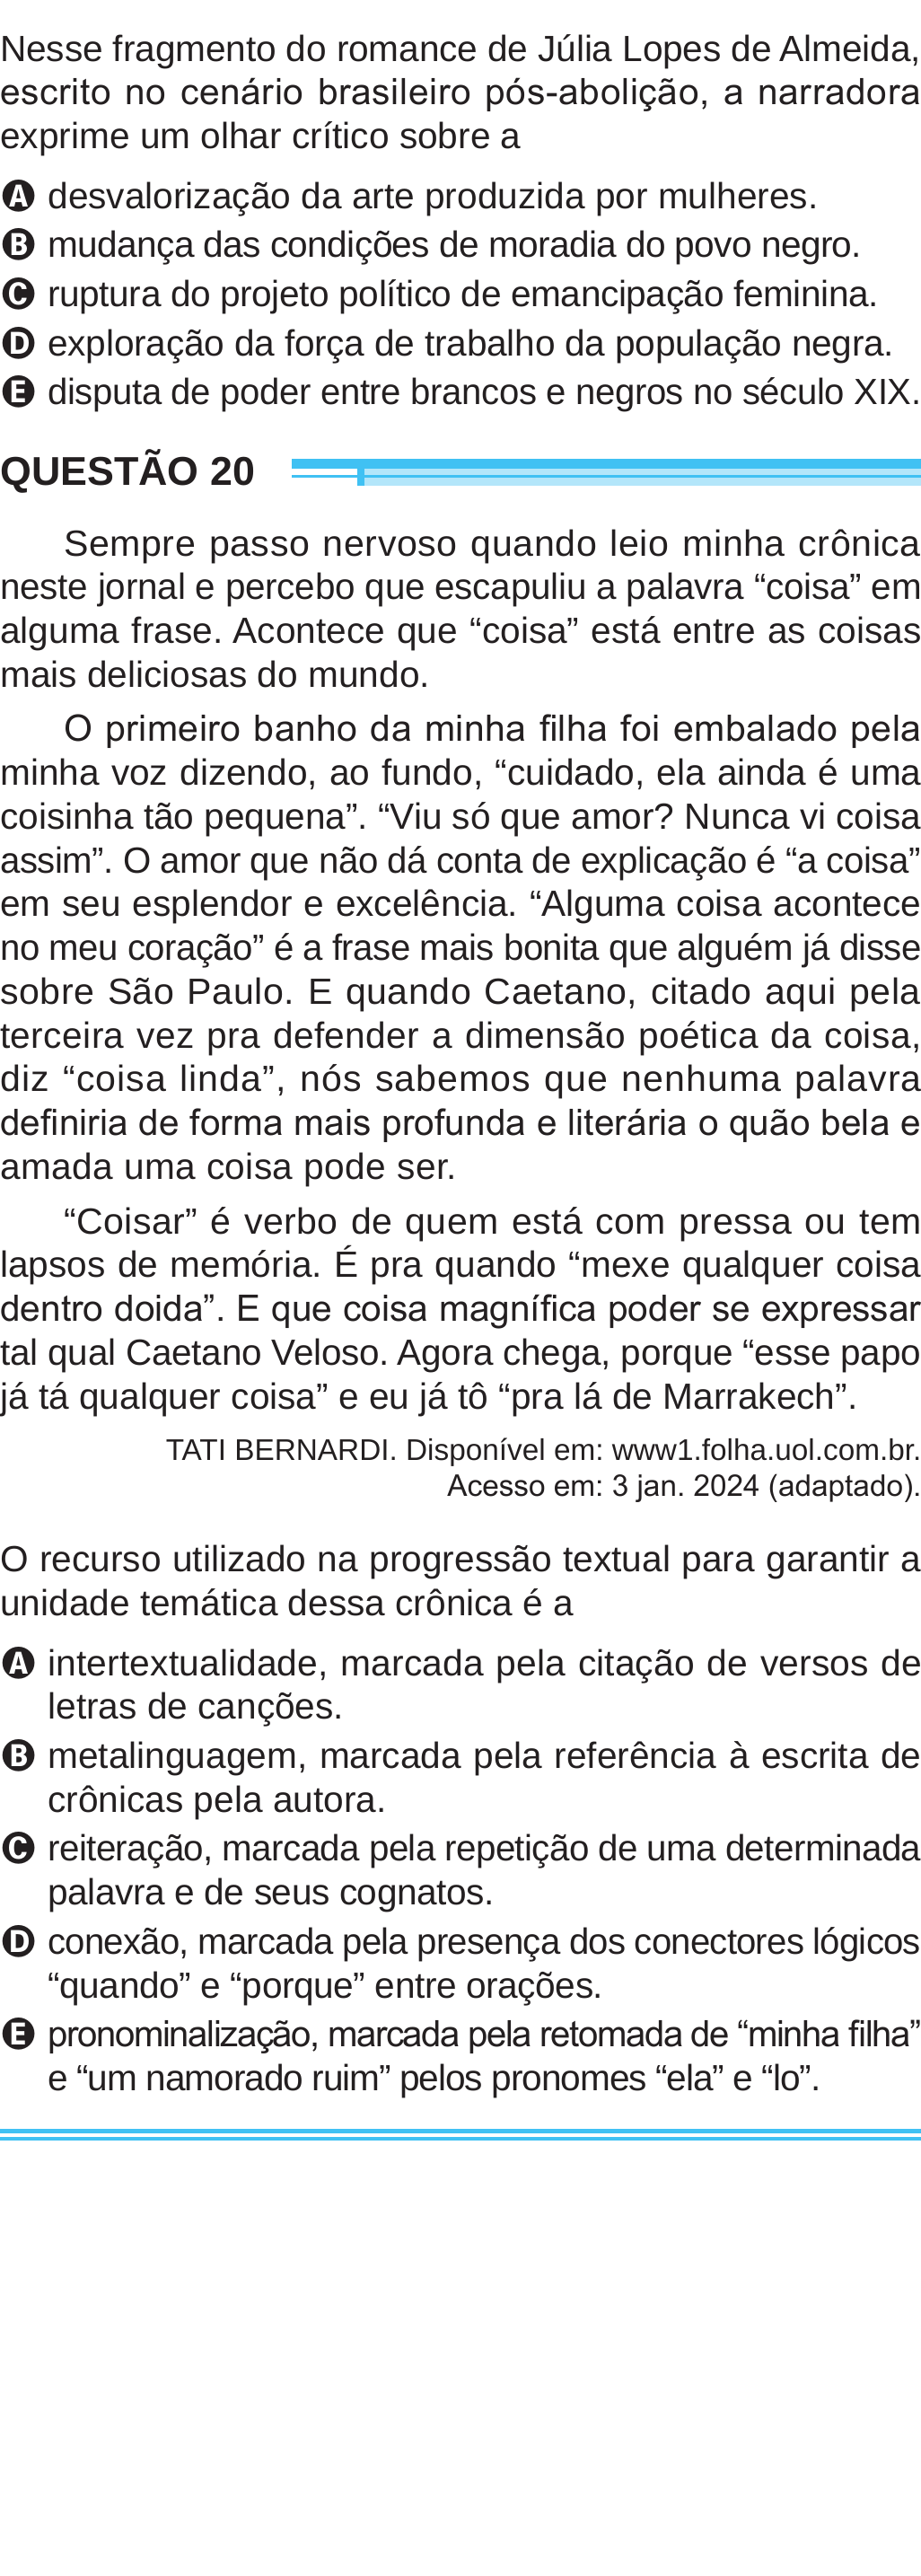 Nesse fragmento do romance de Júlia Lopes de Almeida,
escrito no cenário brasileiro pós-abolição, a narradora
exprime um olhar crítico sobre a
A desvalorização da arte produzida por mulheres.
B mudança das condições de moradia do povo negro.
C ruptura do projeto político de emancipação feminina.
D exploração da força de trabalho da população negra.
E disputa de poder entre brancos e negros no século XIX.
QUESTÃO 20
Sempre passo nervoso quando leio minha crônica
neste jornal e percebo que escapuliu a palavra “coisa” em
alguma frase. Acontece que “coisa” está entre as coisas
mais deliciosas do mundo.
O primeiro banho da minha filha foi embalado pela
minha voz dizendo, ao fundo, “cuidado, ela ainda é uma
coisinha tão pequena”. “Viu só que amor? Nunca vi coisa
assim”. O amor que não dá conta de explicação é “a coisa”
em seu esplendor e excelência. “Alguma coisa acontece
no meu coração” é a frase mais bonita que alguém já disse
sobre São Paulo. E quando Caetano, citado aqui pela
terceira vez pra defender a dimensão poética da coisa,
diz “coisa linda”, nós sabemos que nenhuma palavra
definiria de forma mais profunda e literária o quão bela e
amada uma coisa pode ser.
“Coisar” é verbo de quem está com pressa ou tem
lapsos de memória. É pra quando “mexe qualquer coisa
dentro doida”. E que coisa magnífica poder se expressar
tal qual Caetano Veloso. Agora chega, porque “esse papo
já tá qualquer coisa” e eu já tô “pra lá de Marrakech”.
TATI BERNARDI. Disponível em: www1.folha.uol.com.br.
Acesso em: 3 jan. 2024 (adaptado).
O recurso utilizado na progressão textual para garantir a
unidade temática dessa crônica é a
A intertextualidade, marcada pela citação de versos de
letras de canções.
B metalinguagem, marcada pela referência à escrita de
crônicas pela autora.
C reiteração, marcada pela repetição de uma determinada
palavra e de seus cognatos.
D conexão, marcada pela presença dos conectores lógicos
“quando” e “porque” entre orações.
E pronominalização, marcada pela retomada de “minha filha”
e “um namorado ruim” pelos pronomes “ela” e “lo”.